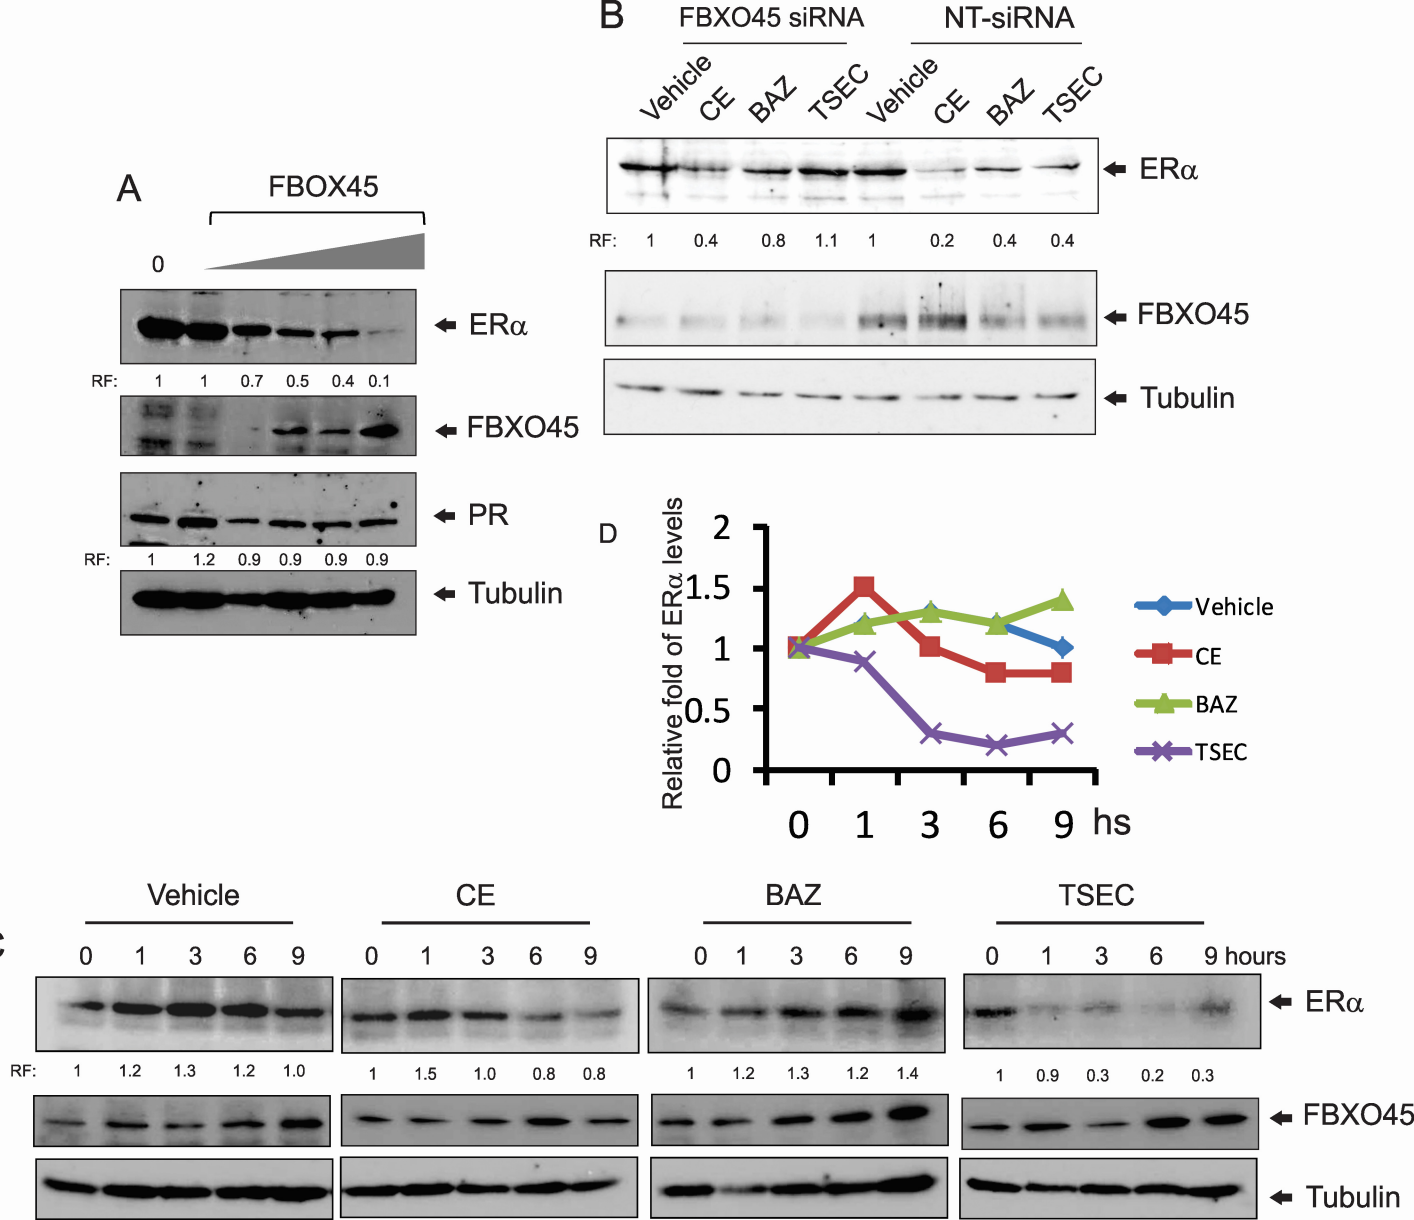 B
FBXO45 siRNA NT-siRNA
Vehicle CE BAZ TSEC Vehicle CE BAZ TSEC
ERα
RF: 1 0.4 0.8 1.1 1 0.2 0.4 0.4
FBXO45
Tubulin
A
FBOX45
0
ERα
RF: 1 1 0.7 0.5 0.4 0.1
FBXO45
PR
RF: 1 1.2 0.9 0.9 0.9 0.9
Tubulin
D
Relative fold of ERα levels
2
1.5
1
0.5
0
0 1 3 6 9 hs
Vehicle
CE
BAZ
TSEC
Vehicle CE BAZ TSEC
0 1 3 6 9 0 1 3 6 9 0 1 3 6 9 0 1 3 6 9 hours
ERα
RF: 1 1.2 1.3 1.2 1.0 1 1.5 1.0 0.8 0.8 1 1.2 1.3 1.2 1.4 1 0.9 0.3 0.2 0.3
FBXO45
Tubulin